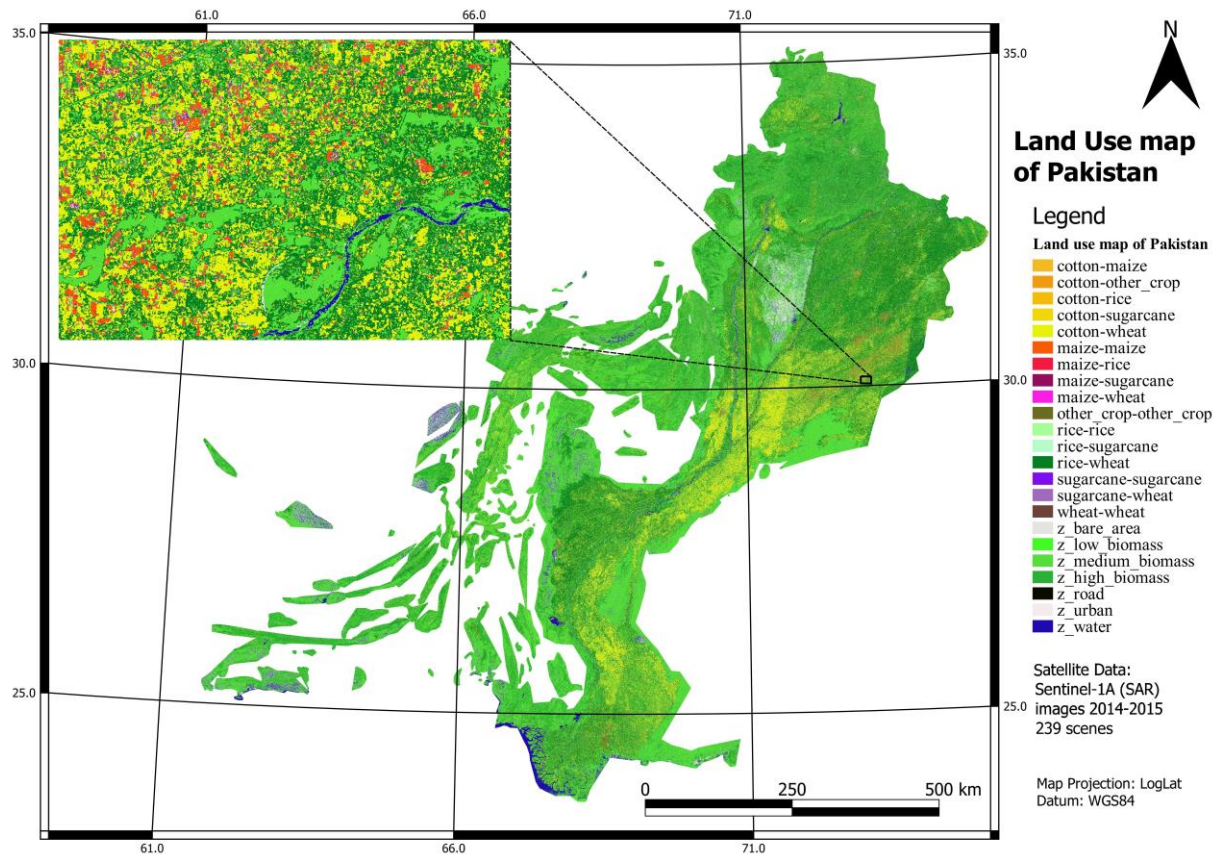 61.0
66.0
71.0
35.0
35.0
30.0
30.0
25.0
25.0
61.0
66.0
71.0
0
250
500 km
N
Land Use map
of Pakistan
Legend
Land use map of Pakistan
cotton-maize
cotton-other_crop
cotton-rice
cotton-sugarcane
cotton-wheat
maize-maize
maize-rice
maize-sugarcane
maize-wheat
other_crop-other_crop
rice-rice
rice-sugarcane
rice-wheat
sugarcane-sugarcane
sugarcane-wheat
wheat-wheat
z_bare_area
z_low_biomass
z_medium_biomass
z_high_biomass
z_road
z_urban
z_water
Satellite Data:
Sentinel-1A (SAR)
images 2014-2015
239 scenes
Map Projection: LogLat
Datum: WGS84